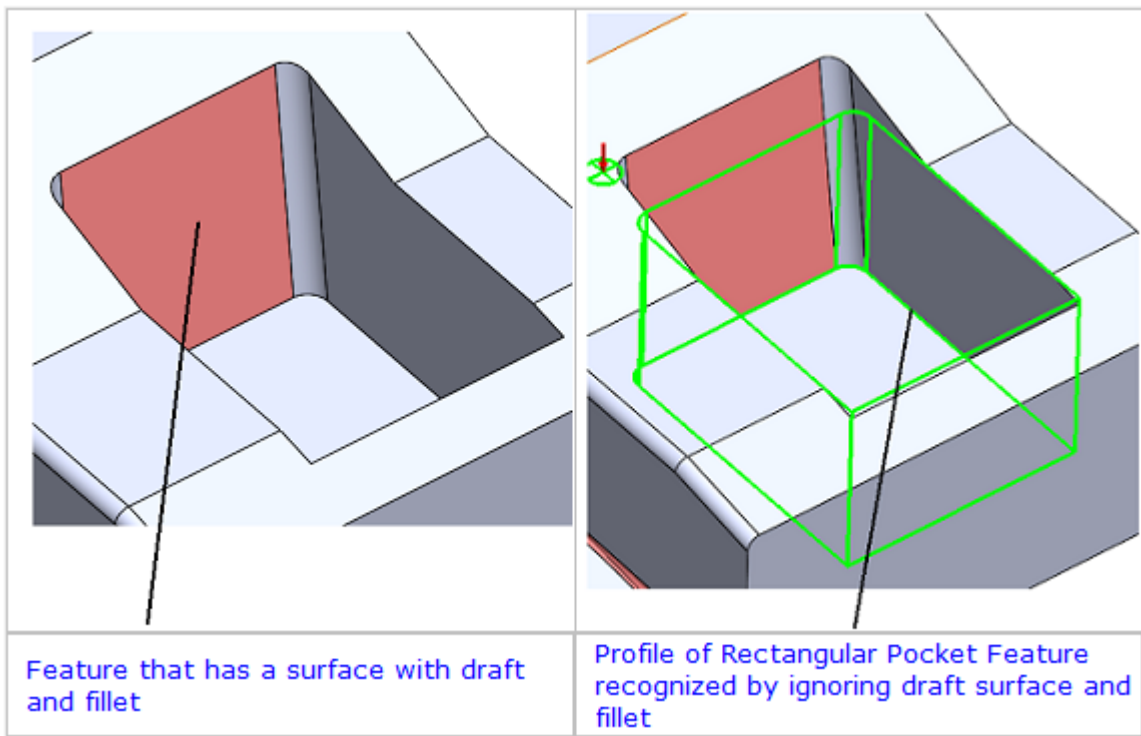 Feature that has a surface with draft
and fillet
Profile of Rectangular Pocket Feature
recognized by ignoring draft surface and
fillet